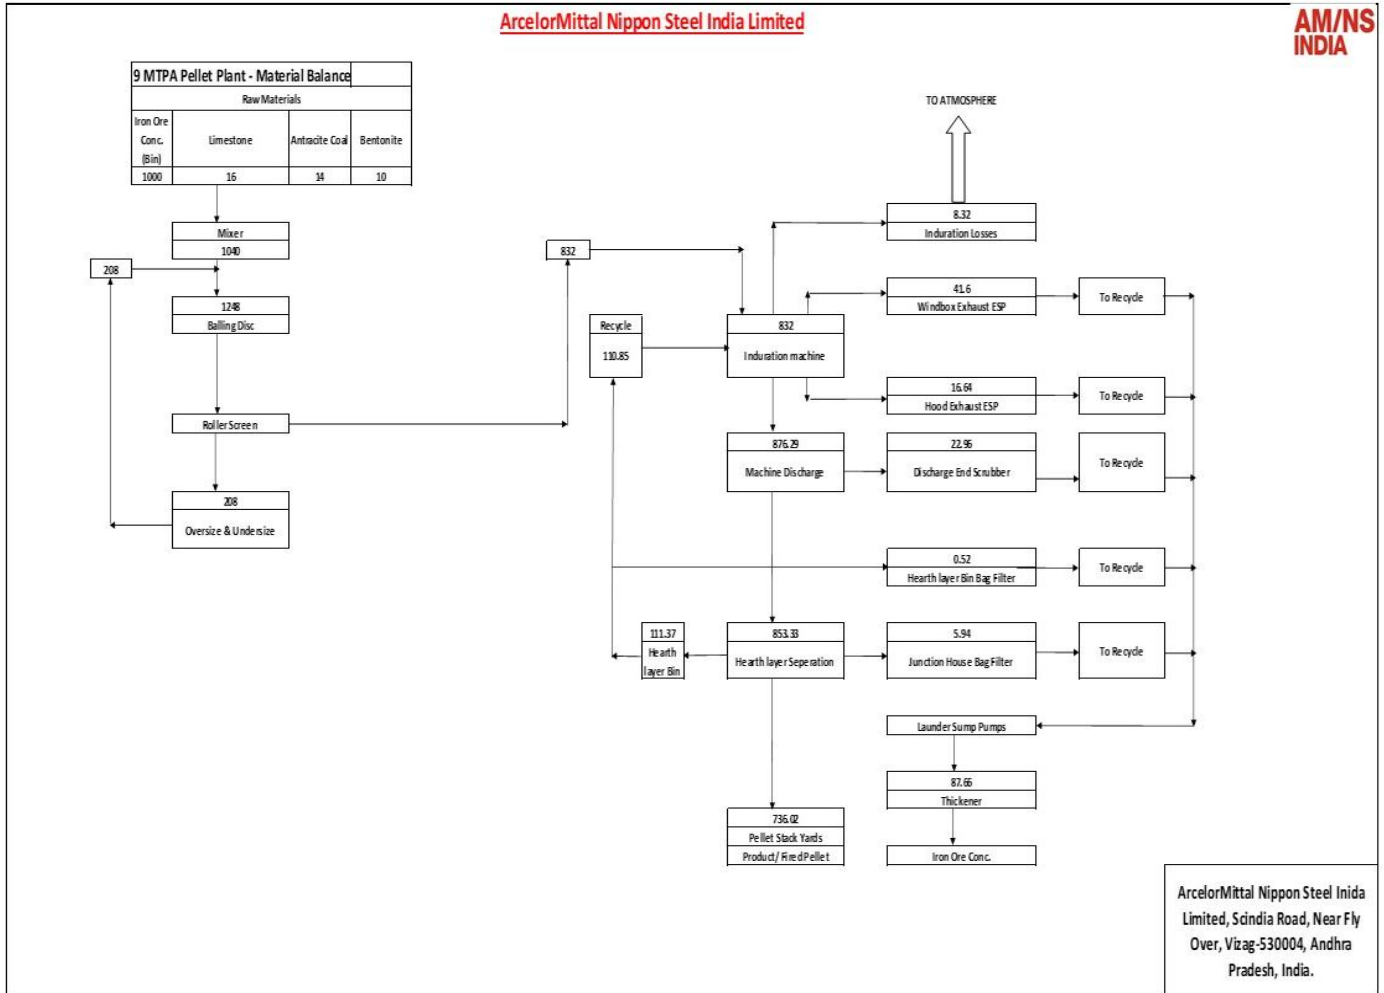 ArcelorMittal Nippon Steel India Limited
AM/NS
INDIA
9 MTPA Pellet Plant - Material Balance
Raw Materials
Iron Ore
Conc.
(Bin)
Limestone
Antracite Coal
Bentonite
1000
16
14
10
Mixer
1040
208
1248
Balling Disc
Roller Screen
208
Oversize & Undersize
832
Recycle
110.85
832
Induration machine
TO ATMOSPHERE
8.32
Induration Losses
41.6
Windbox Exhaust ESP
To Recycle
16.64
Hood Exhaust ESP
To Recycle
876.29
Machine Discharge
22.96
Discharge End Scrubber
To Recycle
0.52
Hearth layer Bin Bag Filter
To Recycle
111.37
Hearth
layer Bin
853.33
Hearth layer Seperation
5.94
Junction House Bag Filter
To Recycle
Launder Sump Pumps
87.66
Thickener
Iron Ore Conc.
736.02
Pellet Stack Yards
Product/ Fired Pellet
ArcelorMittal Nippon Steel Inida
Limited, Scindia Road, Near Fly
Over, Vizag-530004, Andhra
Pradesh, India.